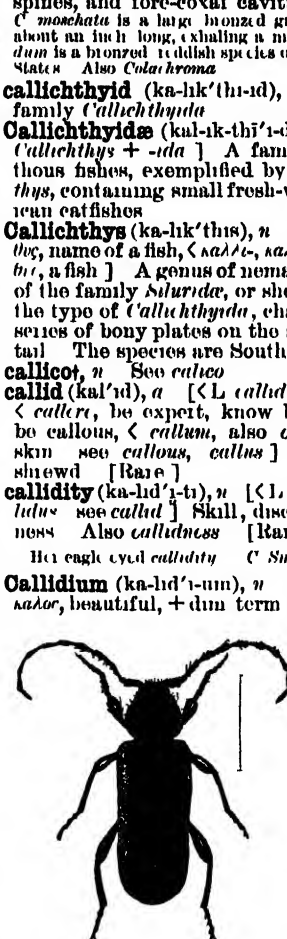 spines, and fore-coxal cavit
C moschata is a large bronzed g
about an inch long, exhaling a m
dum is a bronzed reddish species o
States Also Colachroma
callichthyid (ka-lik'thi-id),
family Callichthyidæ
Callichthyidæ (kal-ik-thī'i-d
Callichthys + -idæ ] A fam
thous fishes, exemplified by
thys, containing small fresh-
ican catfishes
Callichthys (ka-lik'this), n
name of a fish, < καλλι-, κα
a fish ] A genus of nema
of the family Siluridæ, or she
the type of Callichthyidæ, cha
series of bony plates on the
tail The species are South
callicot, n See calico
callid (kal'id), a [< L callid
< callere, be expert, know
be callous, < callum, also c
skin see callous, callus ]
shrewd [Rare ]
callidity (ka-lid'i-ti), n [< L
lidus see callid ] Skill, disc
ness Also callidness [Rar
Her eagle eyed callidity C Sm
Callidium (ka-lid'i-um), n
beautiful, + dim term